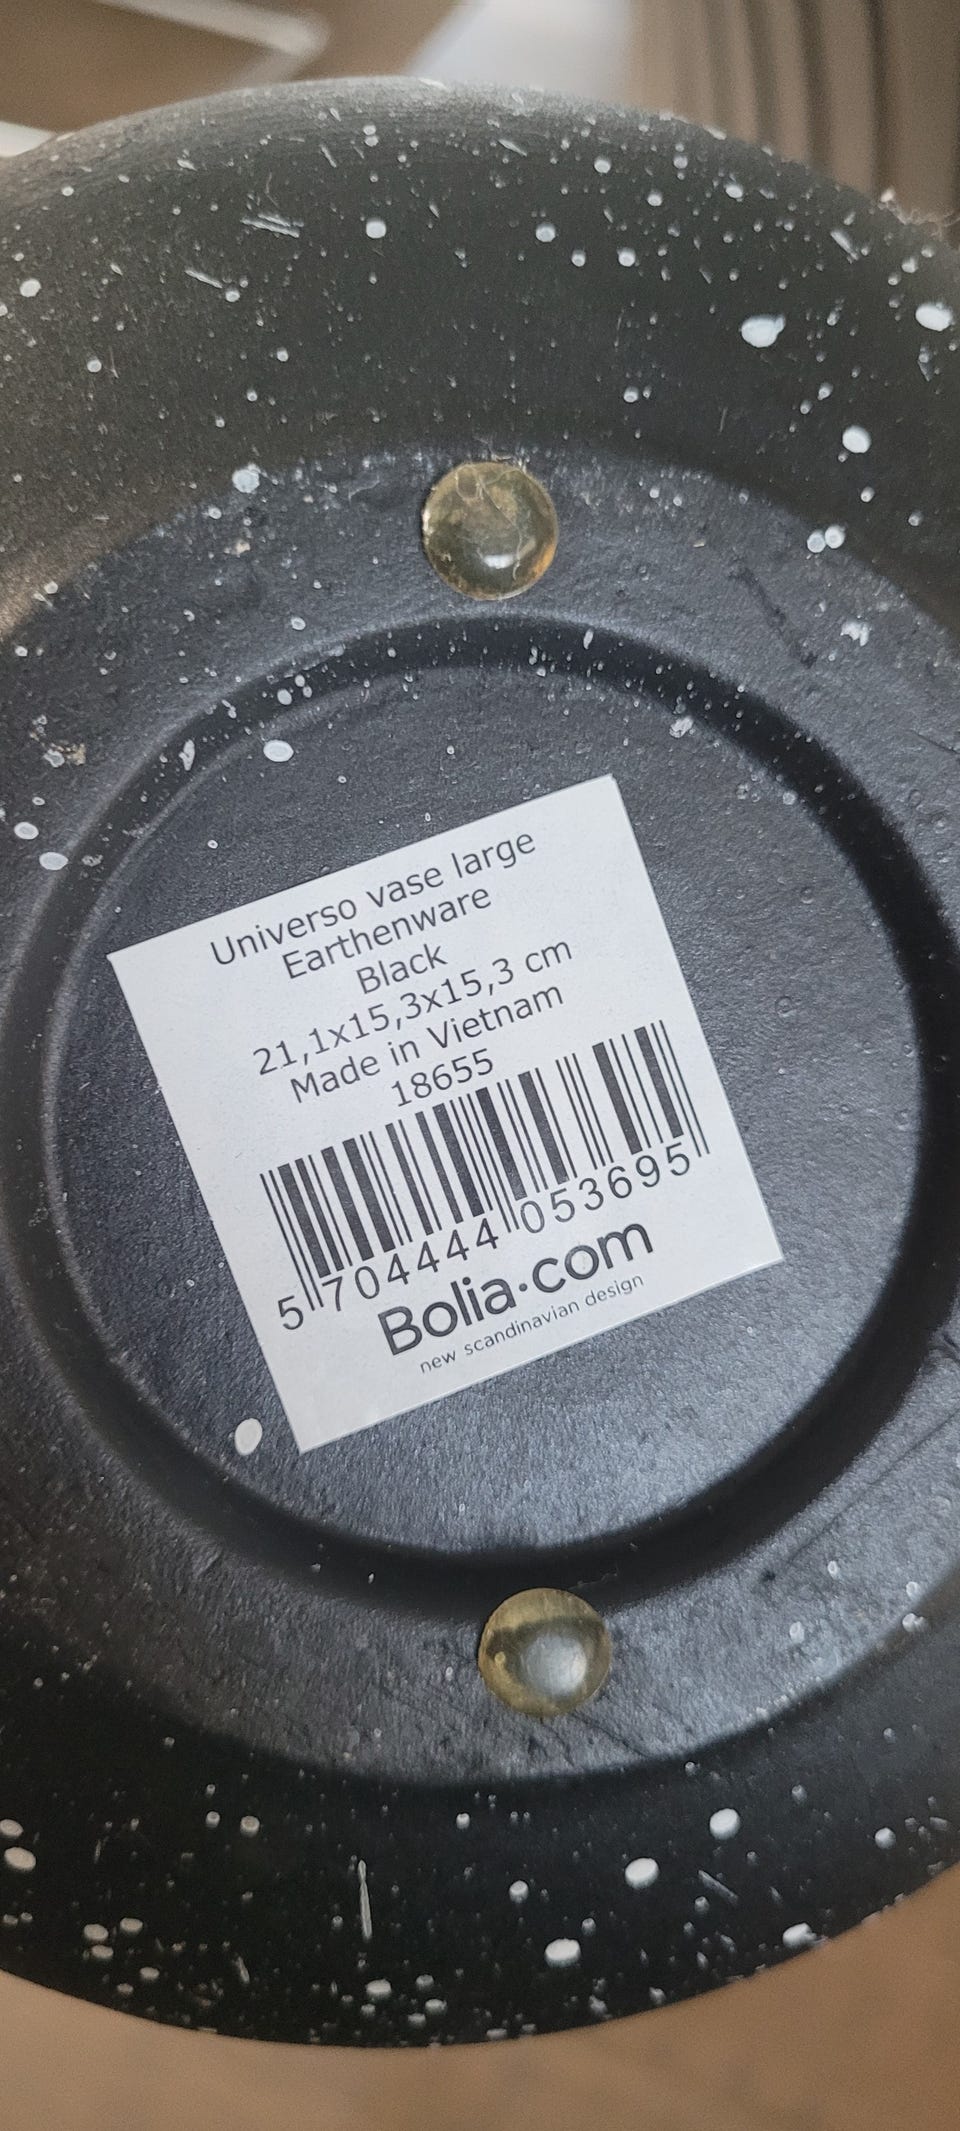 Universo vase large
Earthenware
Black
21,1x15,3x15,3 cm
Made in Vietnam
18655
5 704444 053695
Bolia.com
new scandinavian design